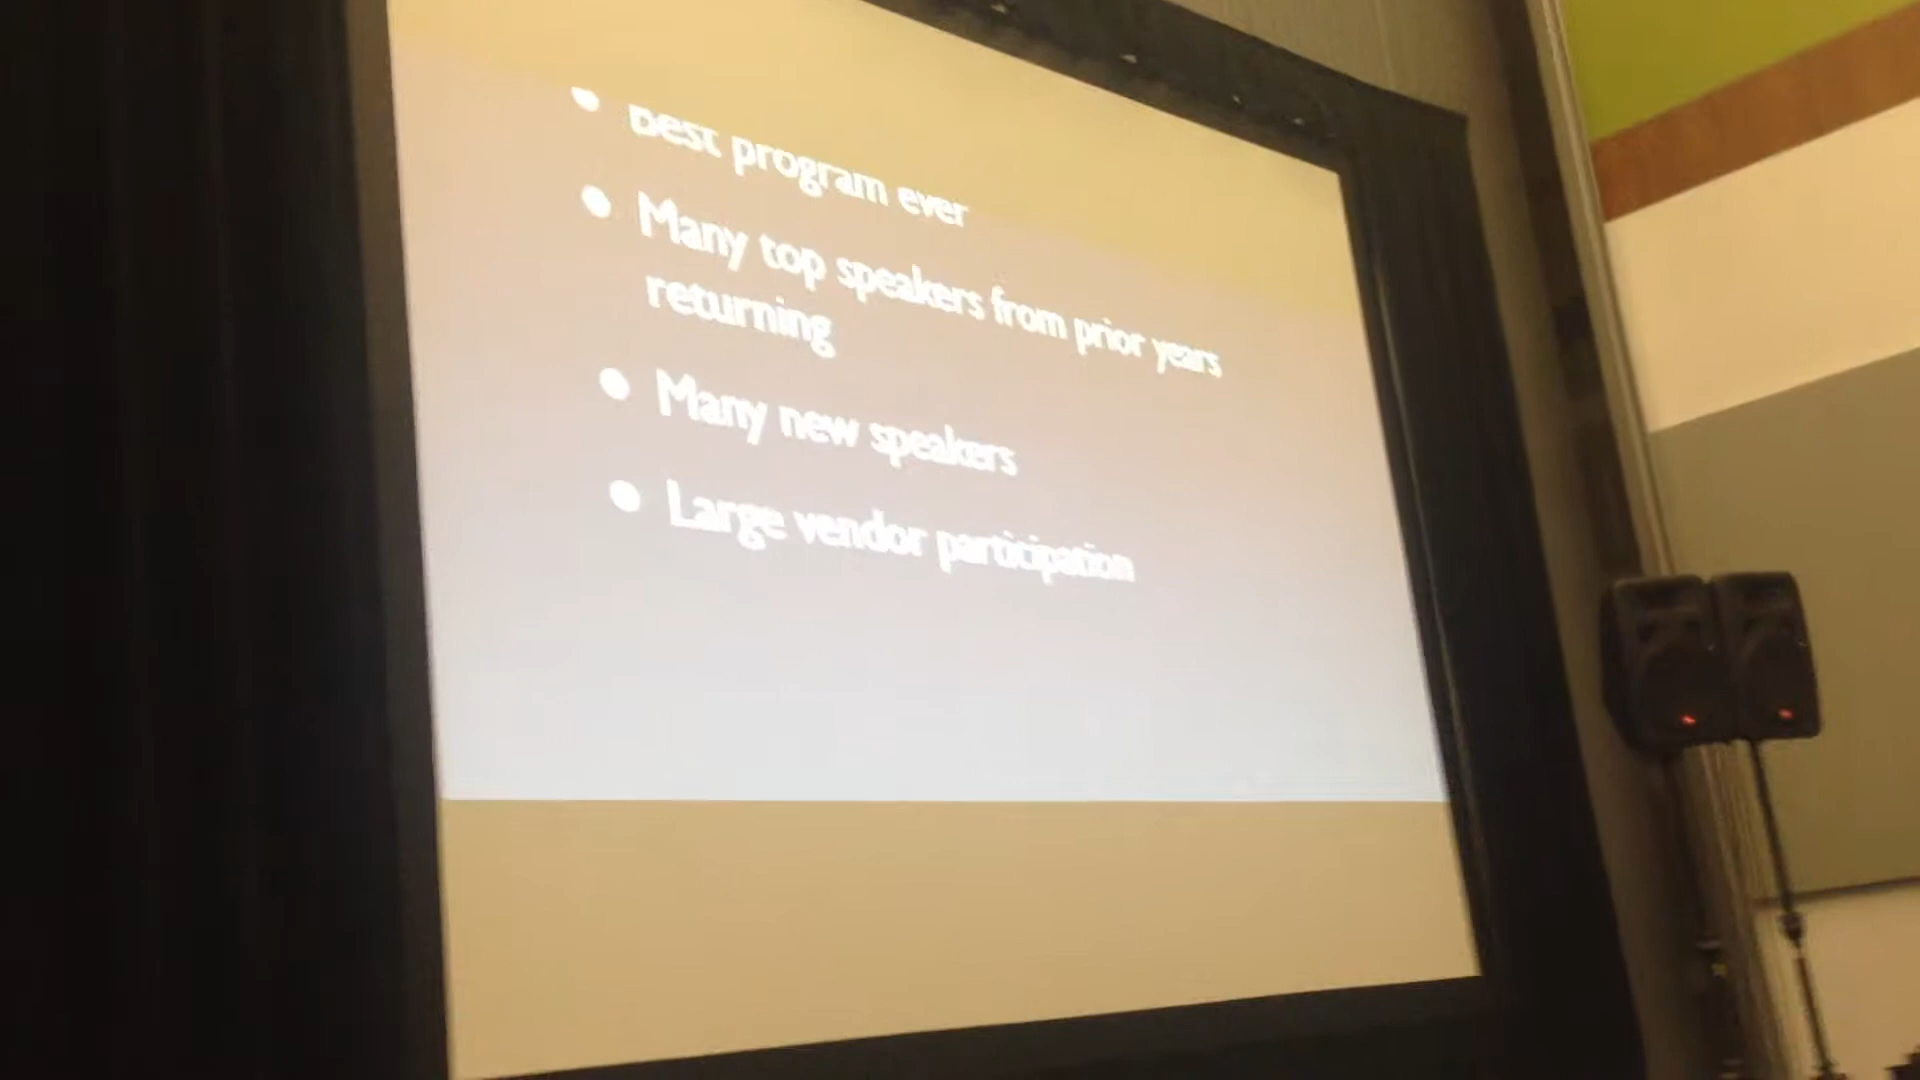 • Best program ever
• Many top speakers from prior years
returning
• Many new speakers
• Large vendor participation